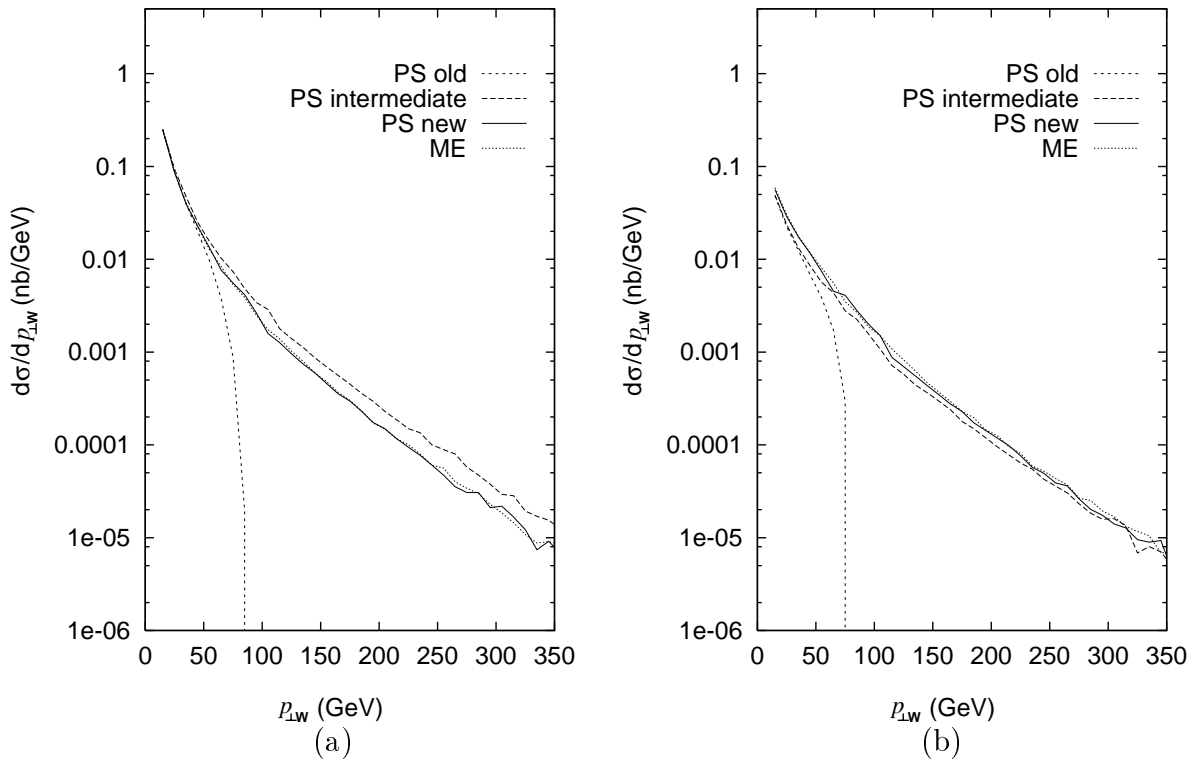 PS old
PS intermediate
PS new
ME
1
0.1
0.01
0.001
0.0001
1e-05
1e-06
0 50 100 150 200 250 300 350
dσ/dp⊥W (nb/GeV)
p⊥W (GeV)
(a)
PS old
PS intermediate
PS new
ME
1
0.1
0.01
0.001
0.0001
1e-05
1e-06
0 50 100 150 200 250 300 350
dσ/dp⊥W (nb/GeV)
p⊥W (GeV)
(b)